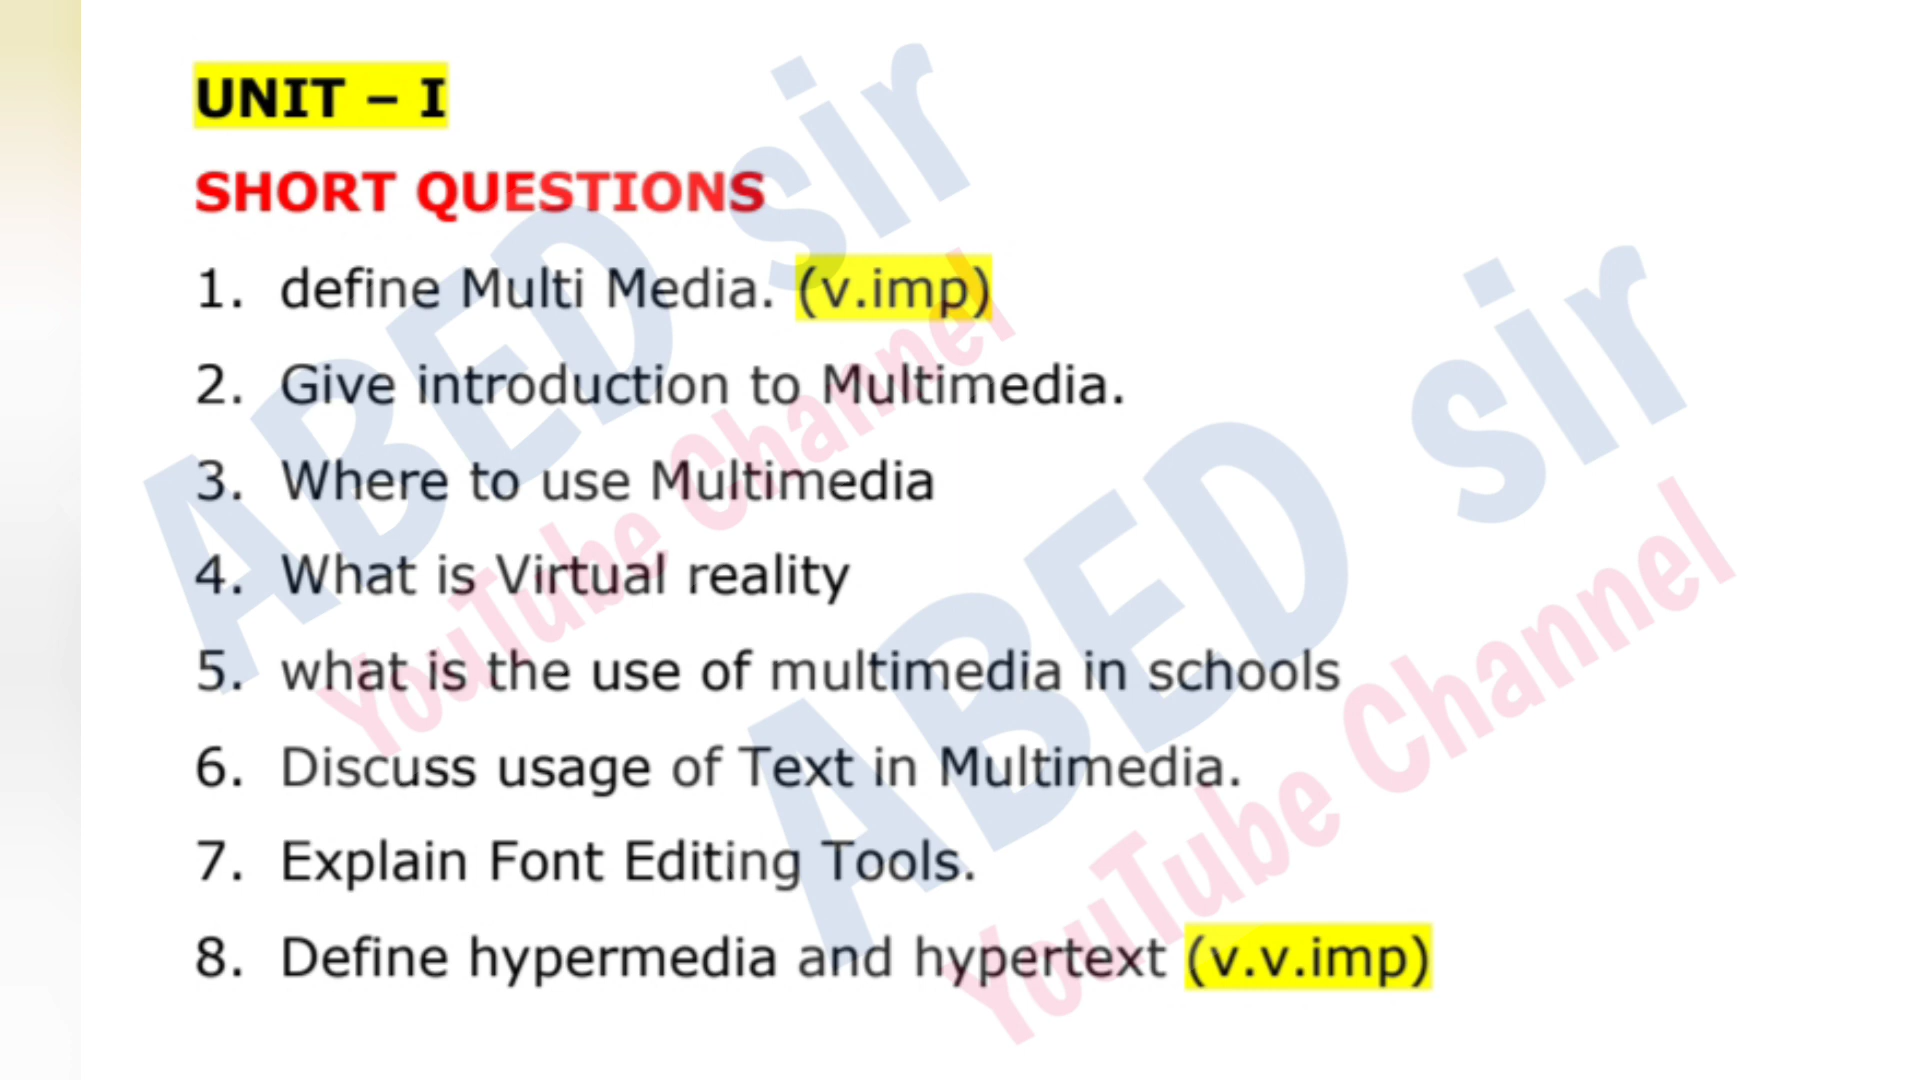 UNIT – I
SHORT QUESTIONS
1. define Multi Media. (v.imp)
2. Give introduction to Multimedia.
3. Where to use Multimedia
4. What is Virtual reality
5. what is the use of multimedia in schools
6. Discuss usage of Text in Multimedia.
7. Explain Font Editing Tools.
8. Define hypermedia and hypertext (v.v.imp)
ABED sir
YouTube Channel
ABED sir
YouTube Channel